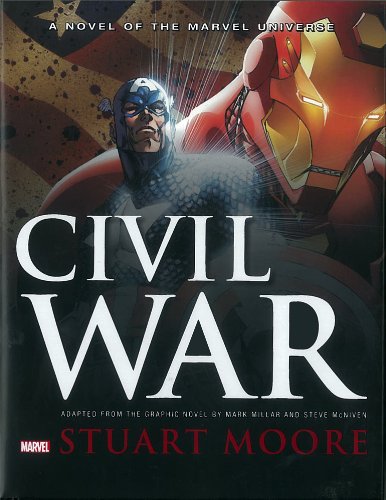 A NOVEL OF THE MARVEL UNIVERSE
CIVIL
WAR
ADAPTED FROM THE GRAPHIC NOVEL BY MARK MILLAR AND STEVE McNIVEN
MARVEL
STUART MOORE